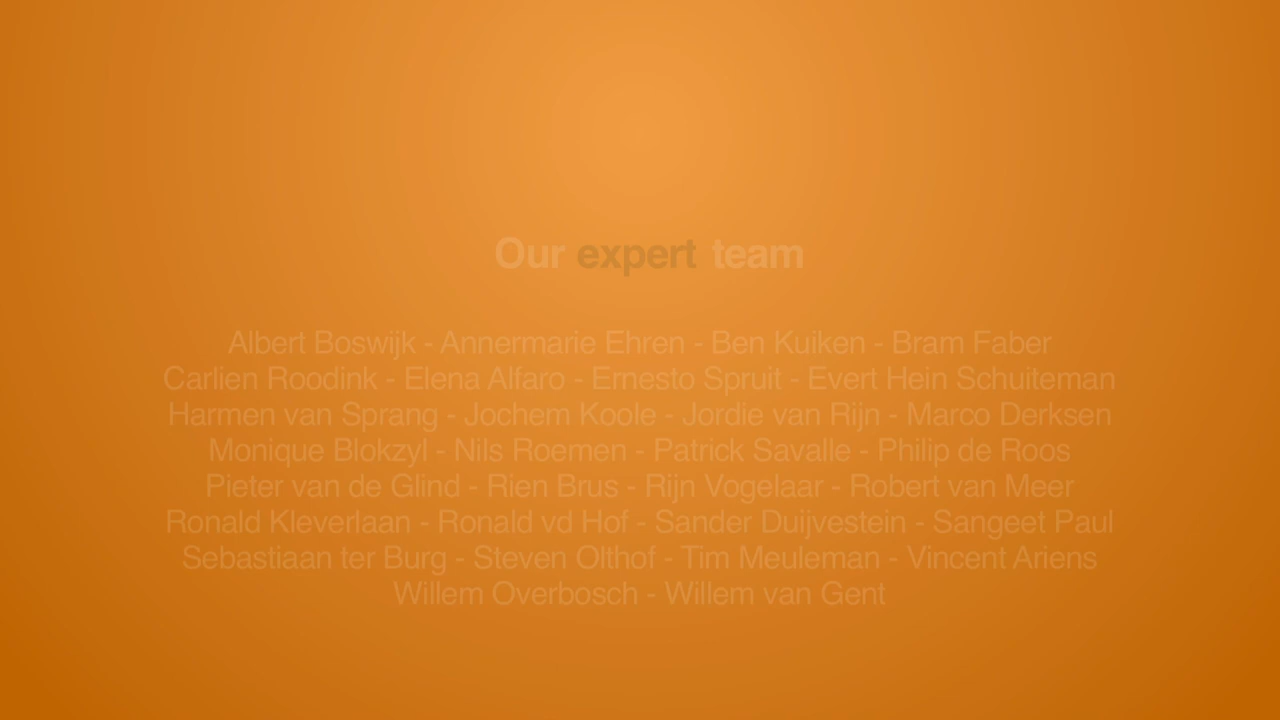 Our expert team
Albert Boswijk - Annermarie Ehren - Ben Kuiken - Bram Faber
Carlien Roodink - Elena Alfaro - Ernesto Spruit - Evert Hein Schuiteman
Harmen van Sprang - Jochem Koole - Jordie van Rijn - Marco Derksen
Monique Blokzyl - Nils Roemen - Patrick Savalle - Philip de Roos
Pieter van de Glind - Rien Brus - Rijn Vogelaar - Robert van Meer
Ronald Kleverlaan - Ronald vd Hof - Sander Duijvestein - Sangeet Paul
Sebastiaan ter Burg - Steven Olthof - Tim Meuleman - Vincent Ariens
Willem Overbosch - Willem van Gent